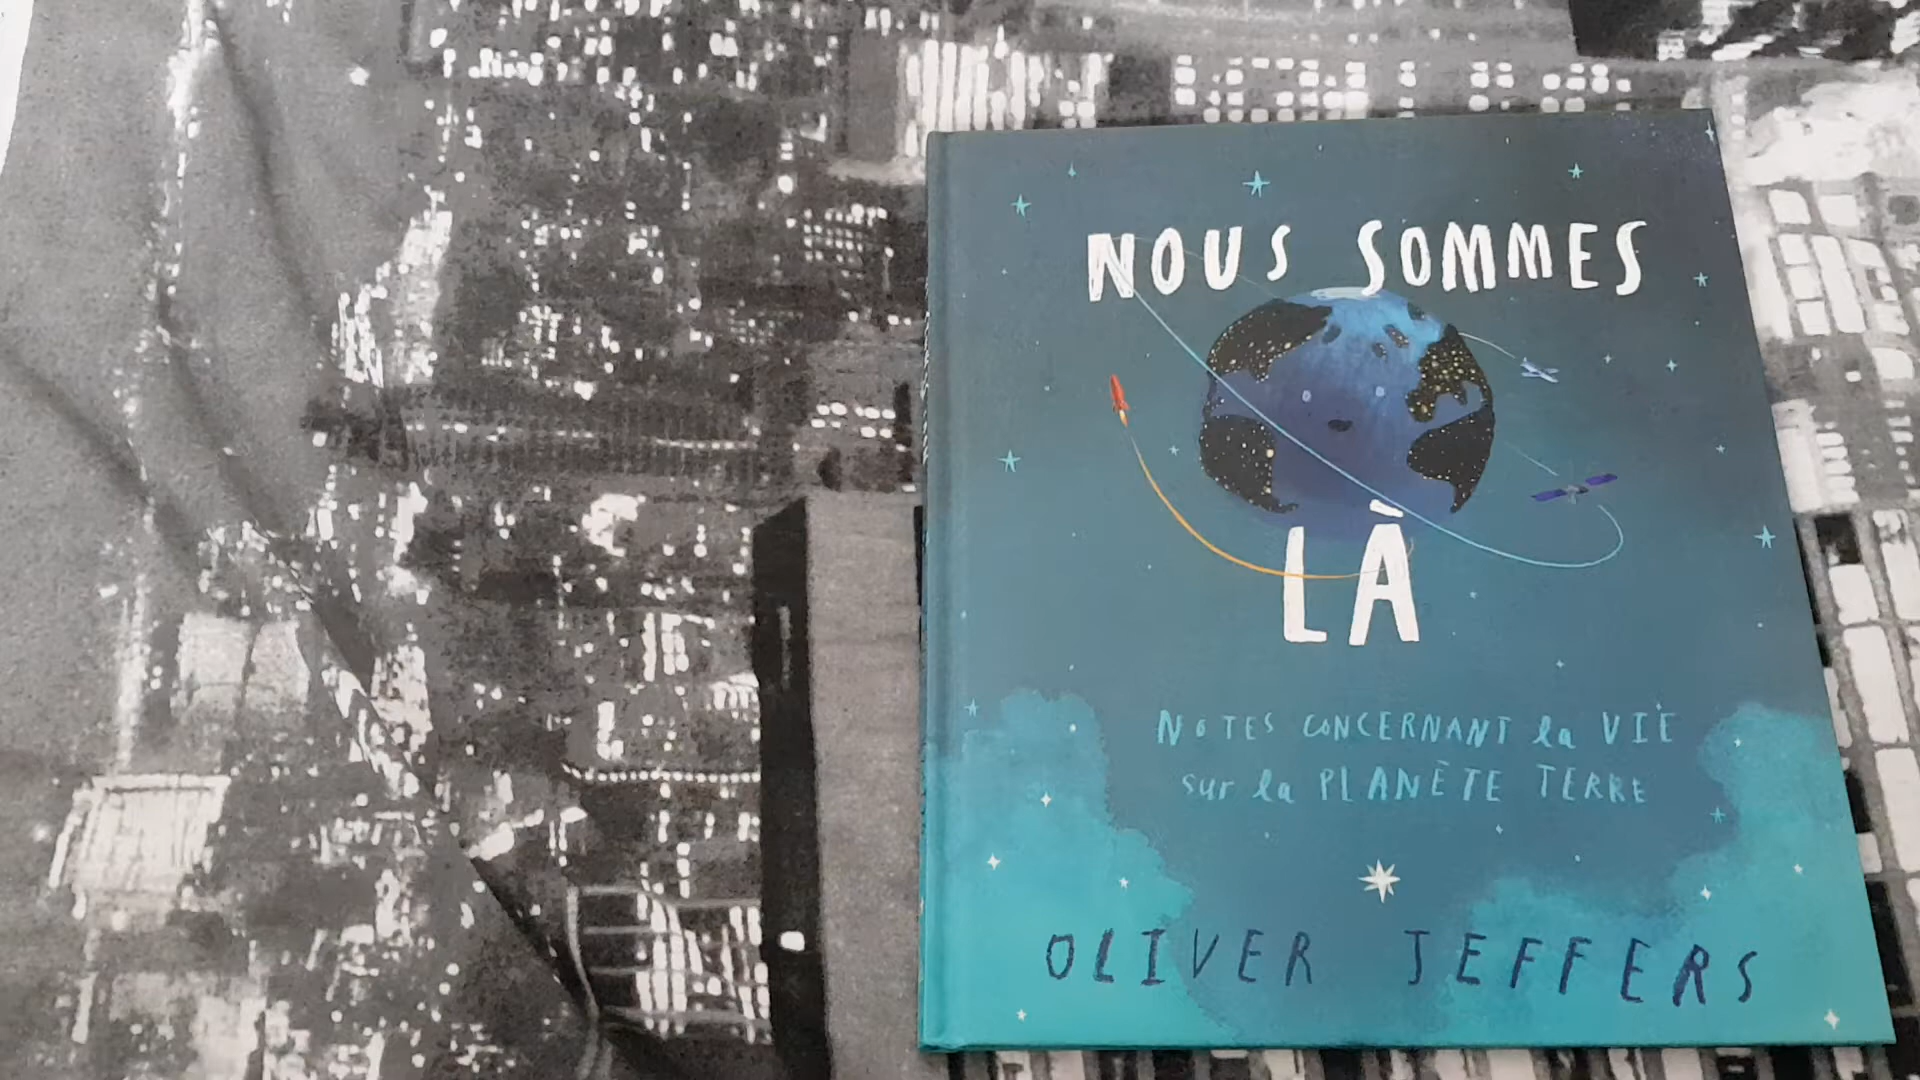 NOUS SOMMES
LÀ
NOTES CONCERNANT la VIE
sur la PLANÈTE TERRE
OLIVER JEFFERS